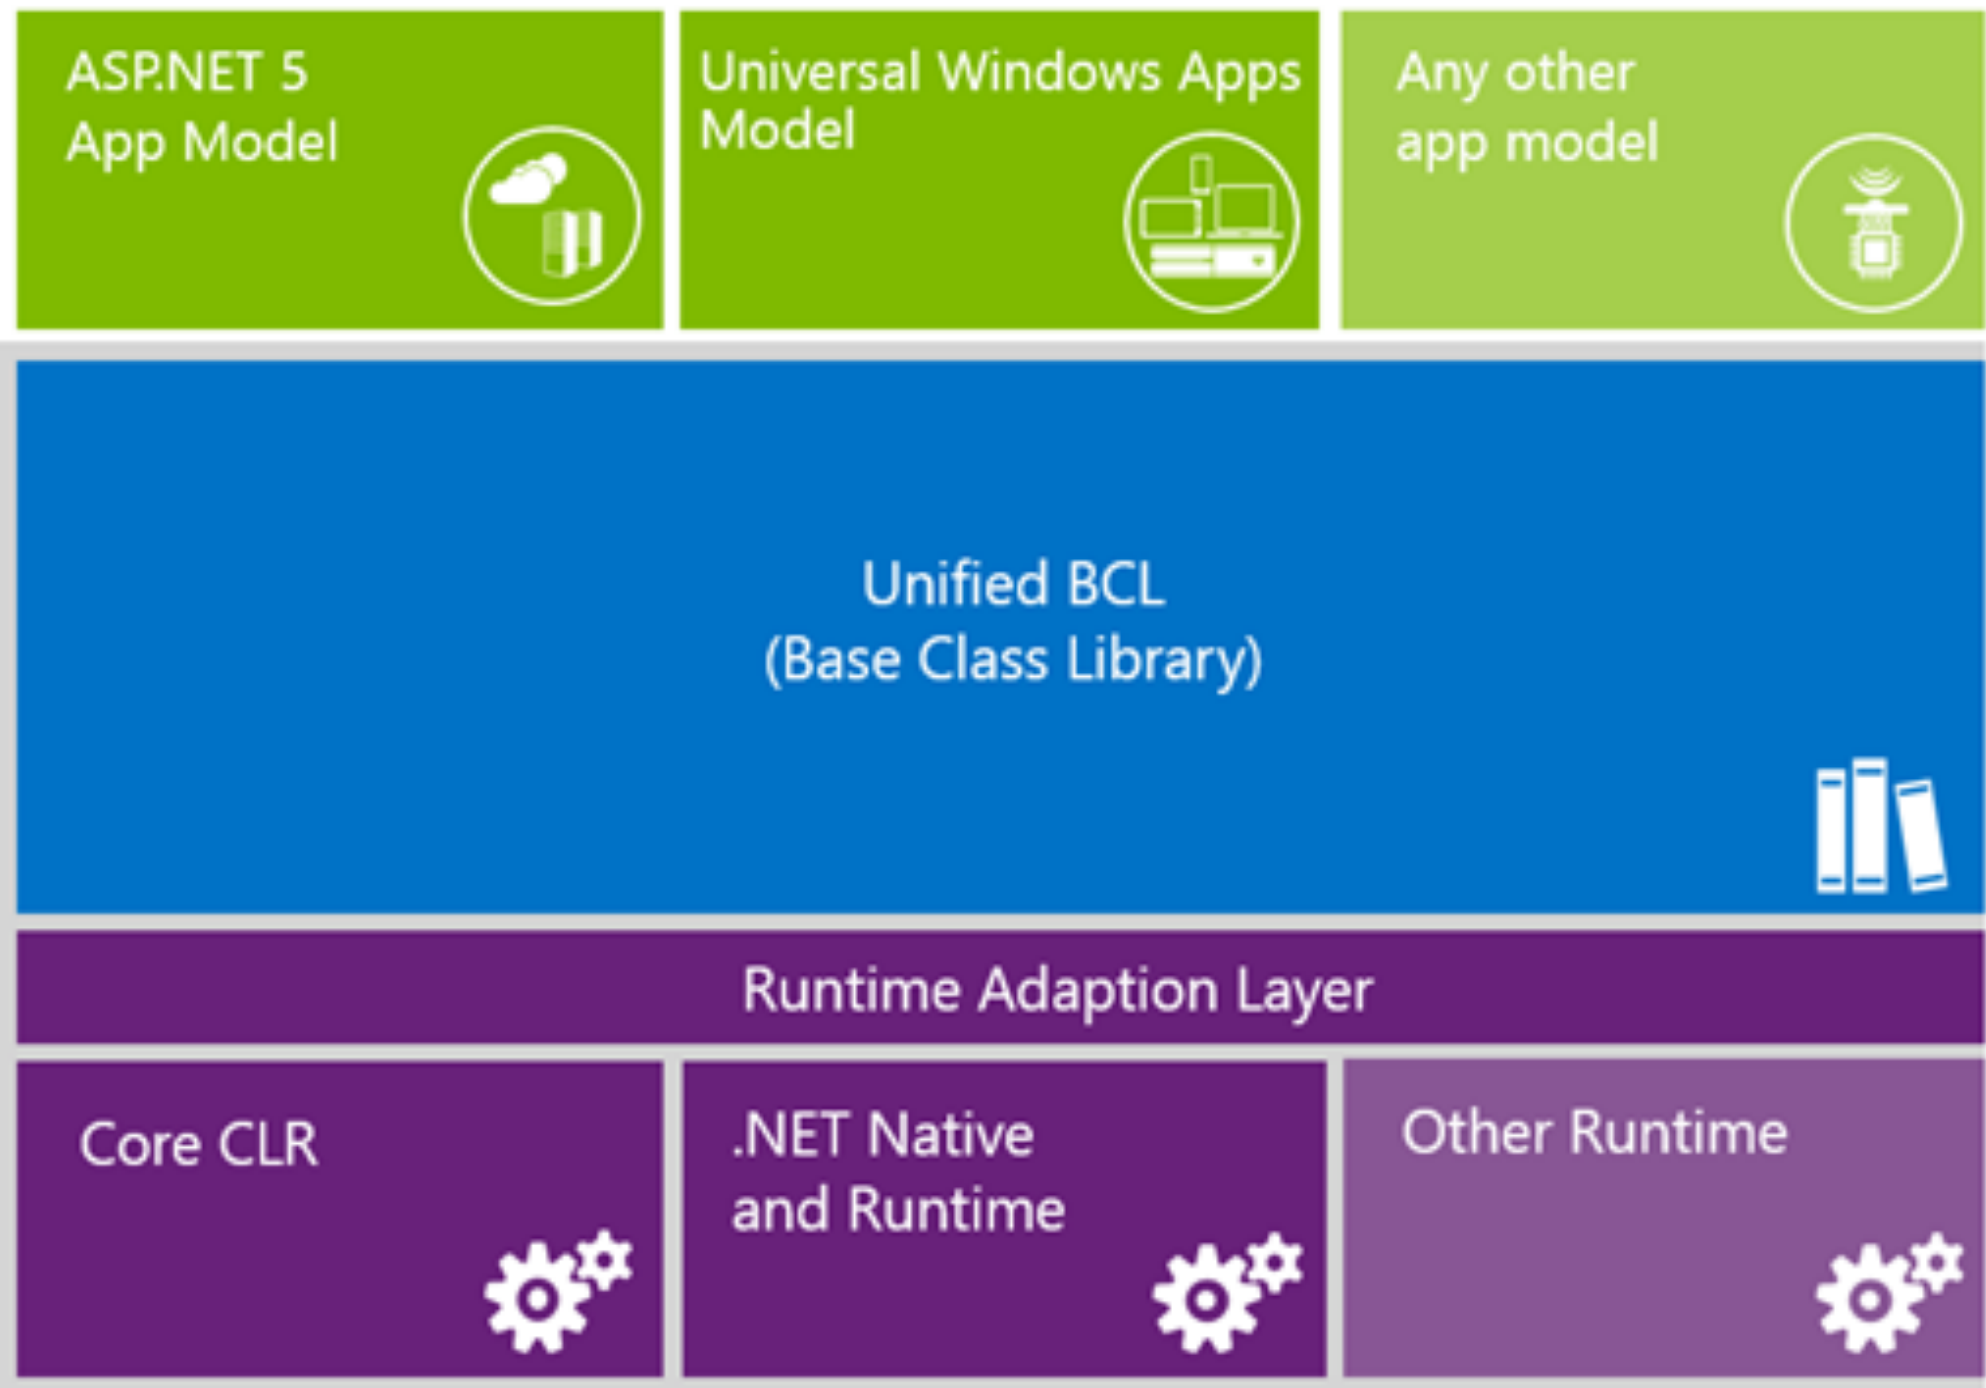 ASP.NET 5
App Model
Universal Windows Apps
Model
Any other
app model
Unified BCL
(Base Class Library)
Runtime Adaption Layer
Core CLR
.NET Native
and Runtime
Other Runtime